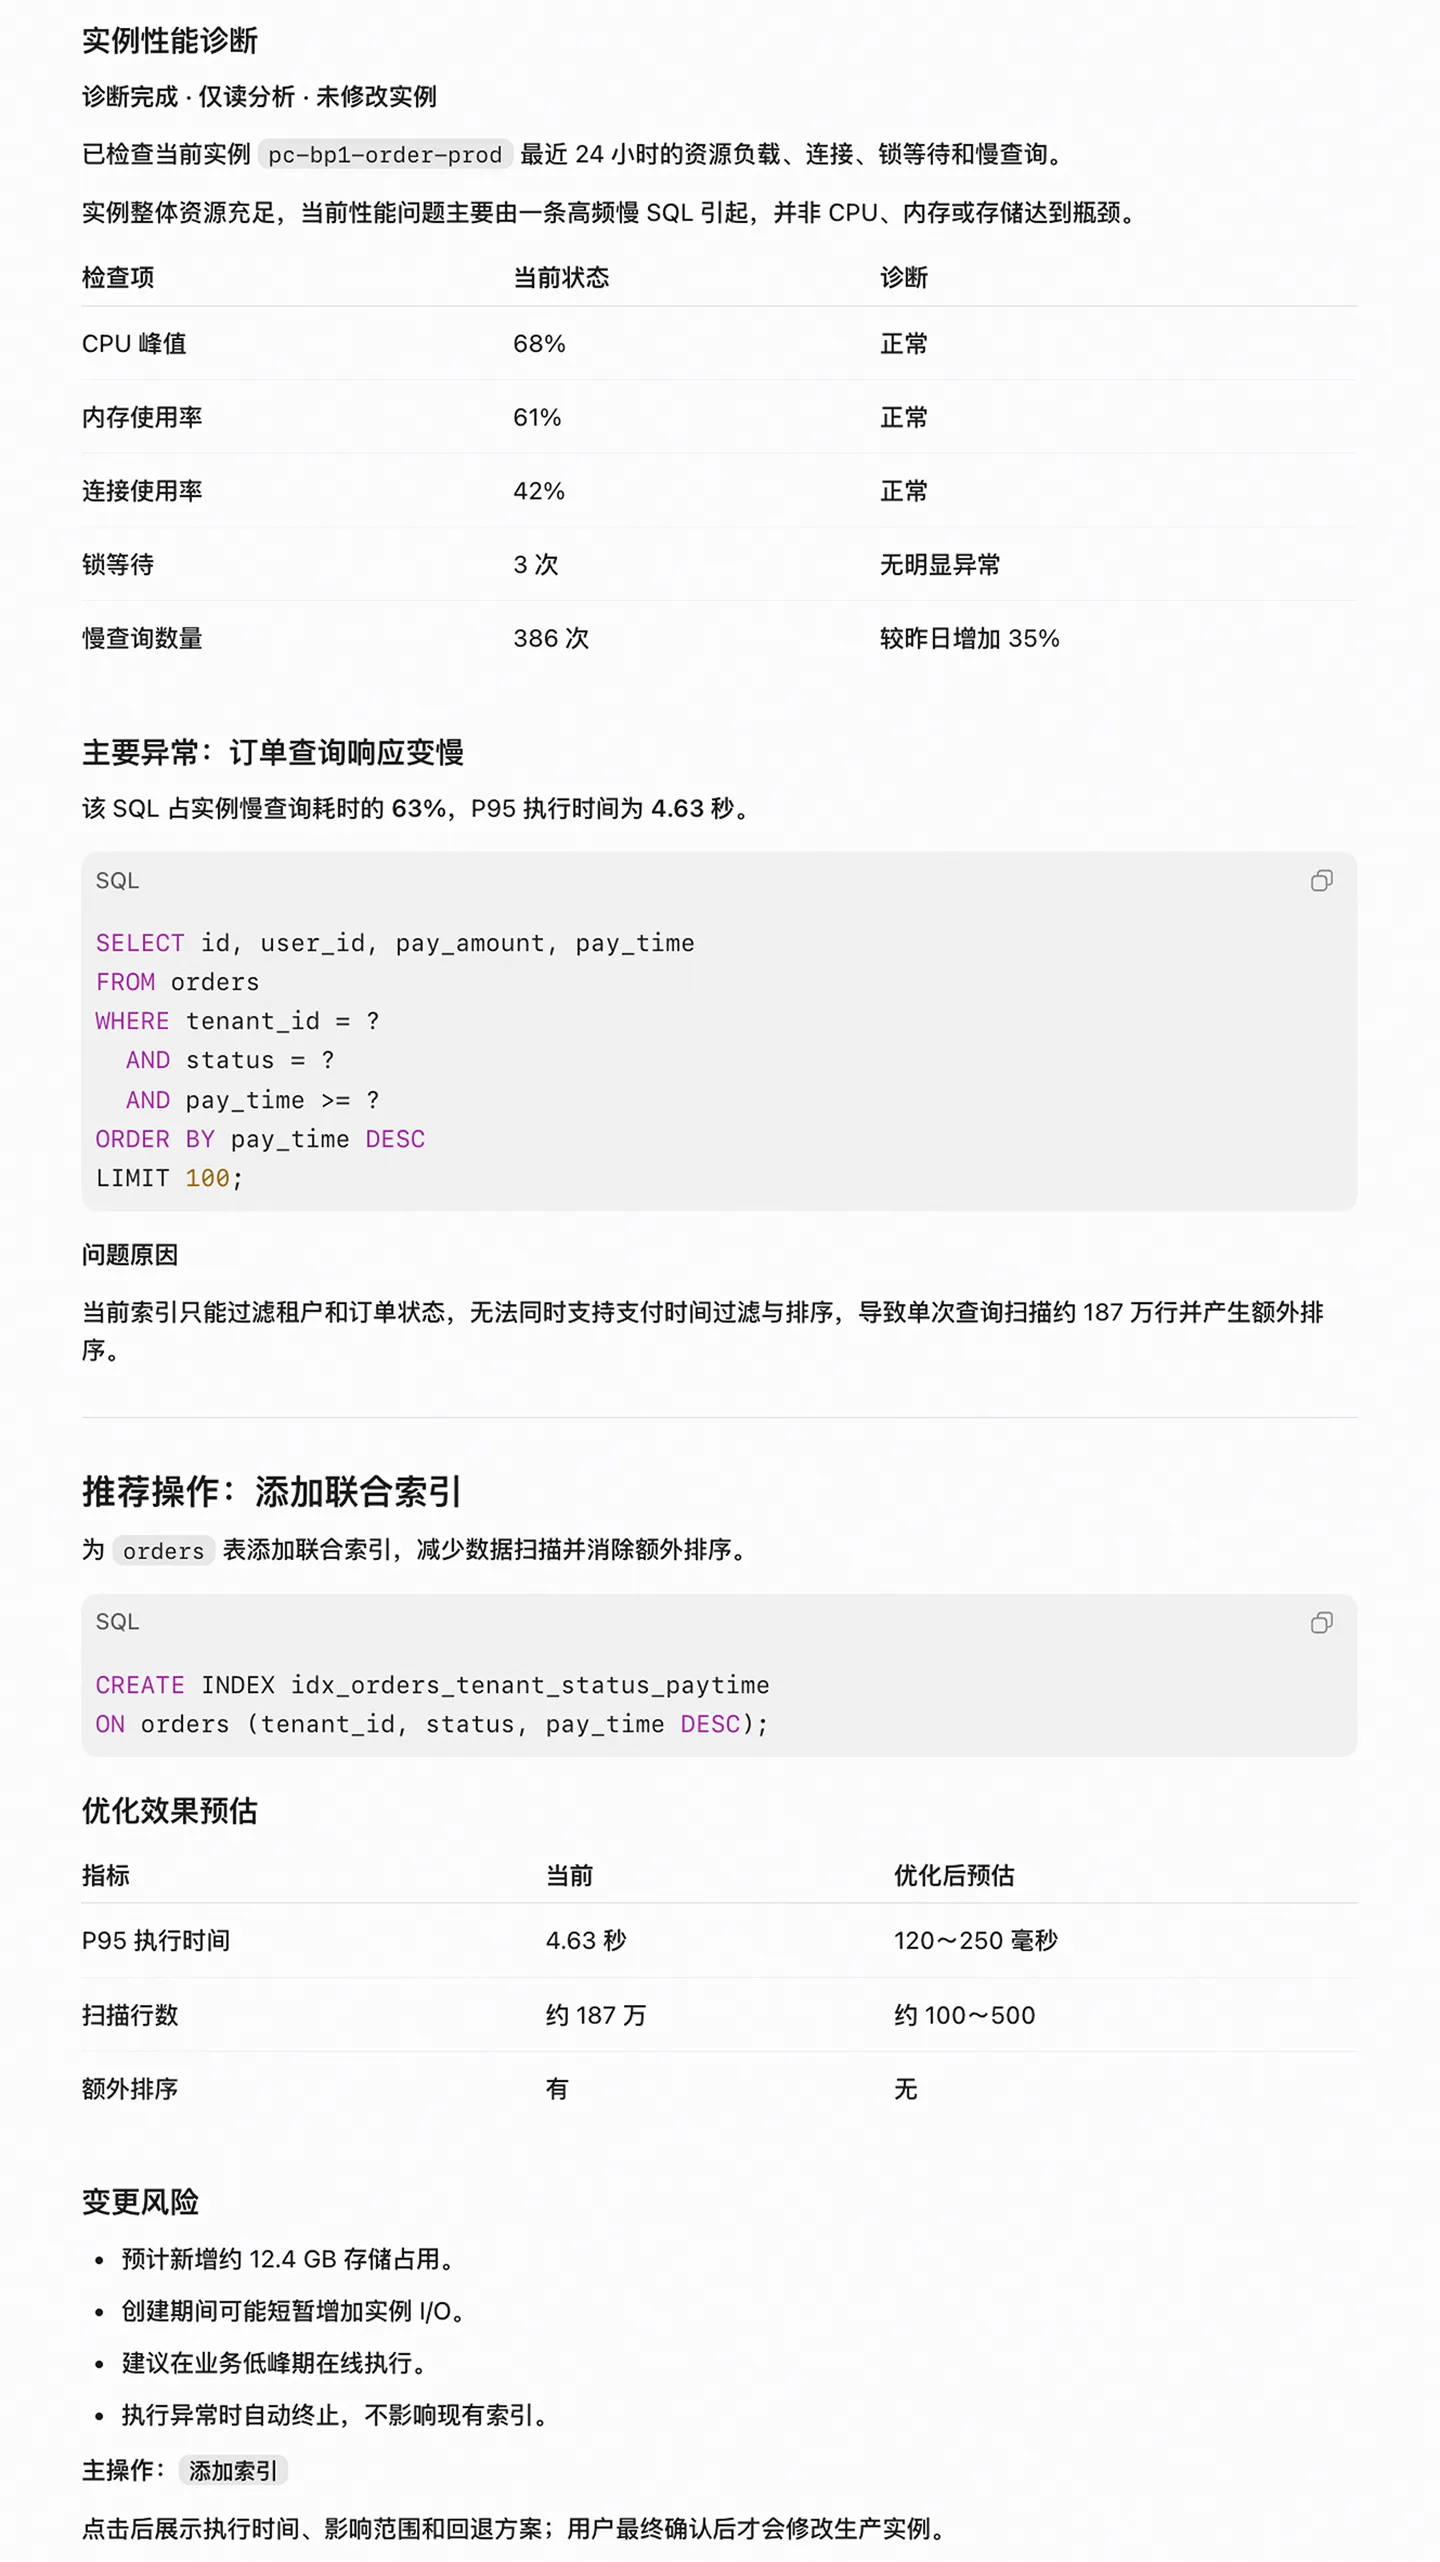 实例性能诊断
诊断完成 · 仅读分析 · 未修改实例
已检查当前实例 pc-bp1-order-prod 最近 24 小时的资源负载、连接、锁等待和慢查询。
实例整体资源充足，当前性能问题主要由一条高频慢 SQL 引起，并非 CPU、内存或存储达到瓶颈。
检查项 当前状态 诊断
CPU 峰值 68% 正常
内存使用率 61% 正常
连接使用率 42% 正常
锁等待 3 次 无明显异常
慢查询数量 386 次 较昨日增加 35%
主要异常：订单查询响应变慢
该 SQL 占实例慢查询耗时的 63%，P95 执行时间为 4.63 秒。
SQL
SELECT id, user_id, pay_amount, pay_time
FROM orders
WHERE tenant_id = ?
  AND status = ?
  AND pay_time >= ?
ORDER BY pay_time DESC
LIMIT 100;
问题原因
当前索引只能过滤租户和订单状态，无法同时支持支付时间过滤与排序，导致单次查询扫描约 187 万行并产生额外排
序。
推荐操作：添加联合索引
为 orders 表添加联合索引，减少数据扫描并消除额外排序。
SQL
CREATE INDEX idx_orders_tenant_status_paytime
ON orders (tenant_id, status, pay_time DESC);
优化效果预估
指标 当前 优化后预估
P95 执行时间 4.63 秒 120～250 毫秒
扫描行数 约 187 万 约 100～500
额外排序 有 无
变更风险
• 预计新增约 12.4 GB 存储占用。
• 创建期间可能短暂增加实例 I/O。
• 建议在业务低峰期在线执行。
• 执行异常时自动终止，不影响现有索引。
主操作： 添加索引
点击后展示执行时间、影响范围和回退方案；用户最终确认后才会修改生产实例。